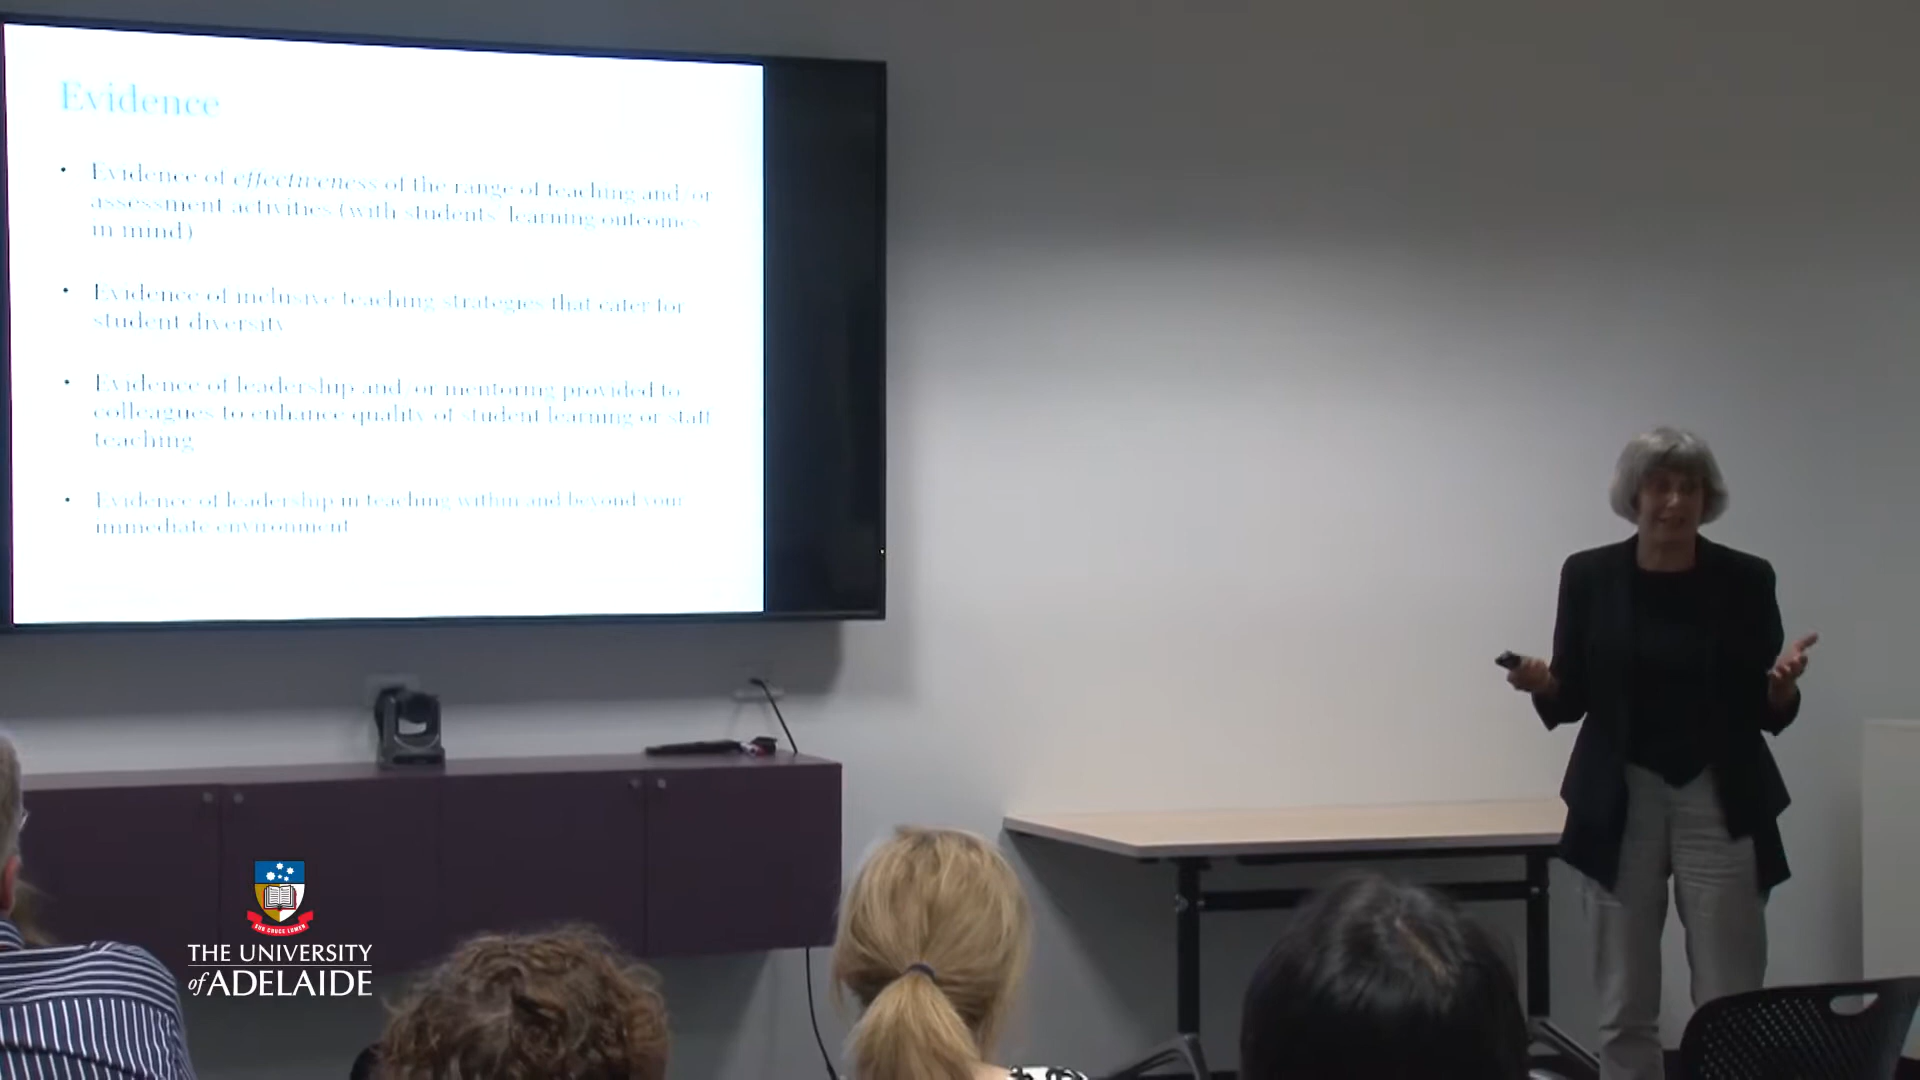 Evidence
• Evidence of effectiveness of the range of teaching and/or
assessment activities (with students' learning outcomes
in mind)
• Evidence of inclusive teaching strategies that cater for
student diversity
• Evidence of leadership and/or mentoring provided to
colleagues to enhance quality of student learning or staff
teaching
• Evidence of leadership in teaching within and beyond your
immediate environment
SUB CRUCE LUMEN
THE UNIVERSITY
of ADELAIDE